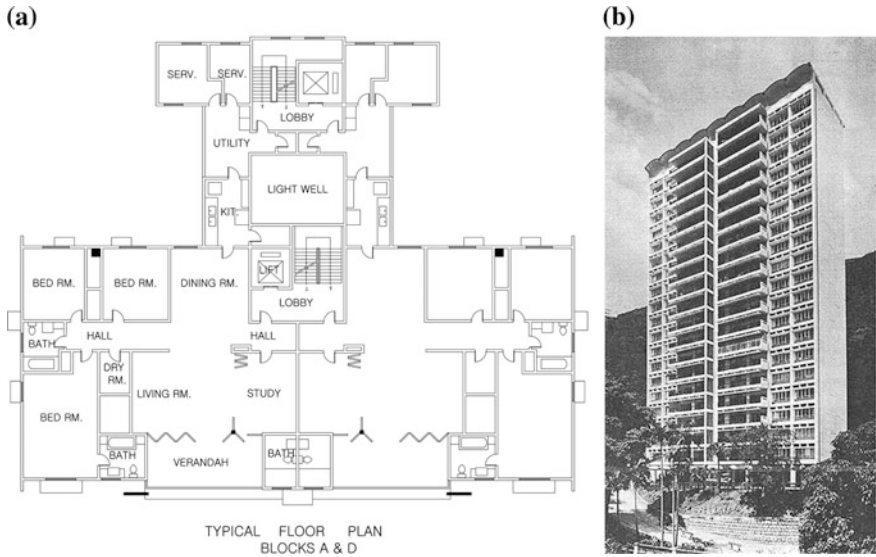 (a)
(b)
SERV.
SERV.
LOBBY
UTILITY
LIGHT WELL
KIT.
BED RM.
BED RM.
DINING RM.
LIFT
LOBBY
BATH
HALL
HALL
DRY
RM.
BED RM.
LIVING RM.
STUDY
BATH
VERANDAH
BATH
TYPICAL FLOOR PLAN
BLOCKS A & D